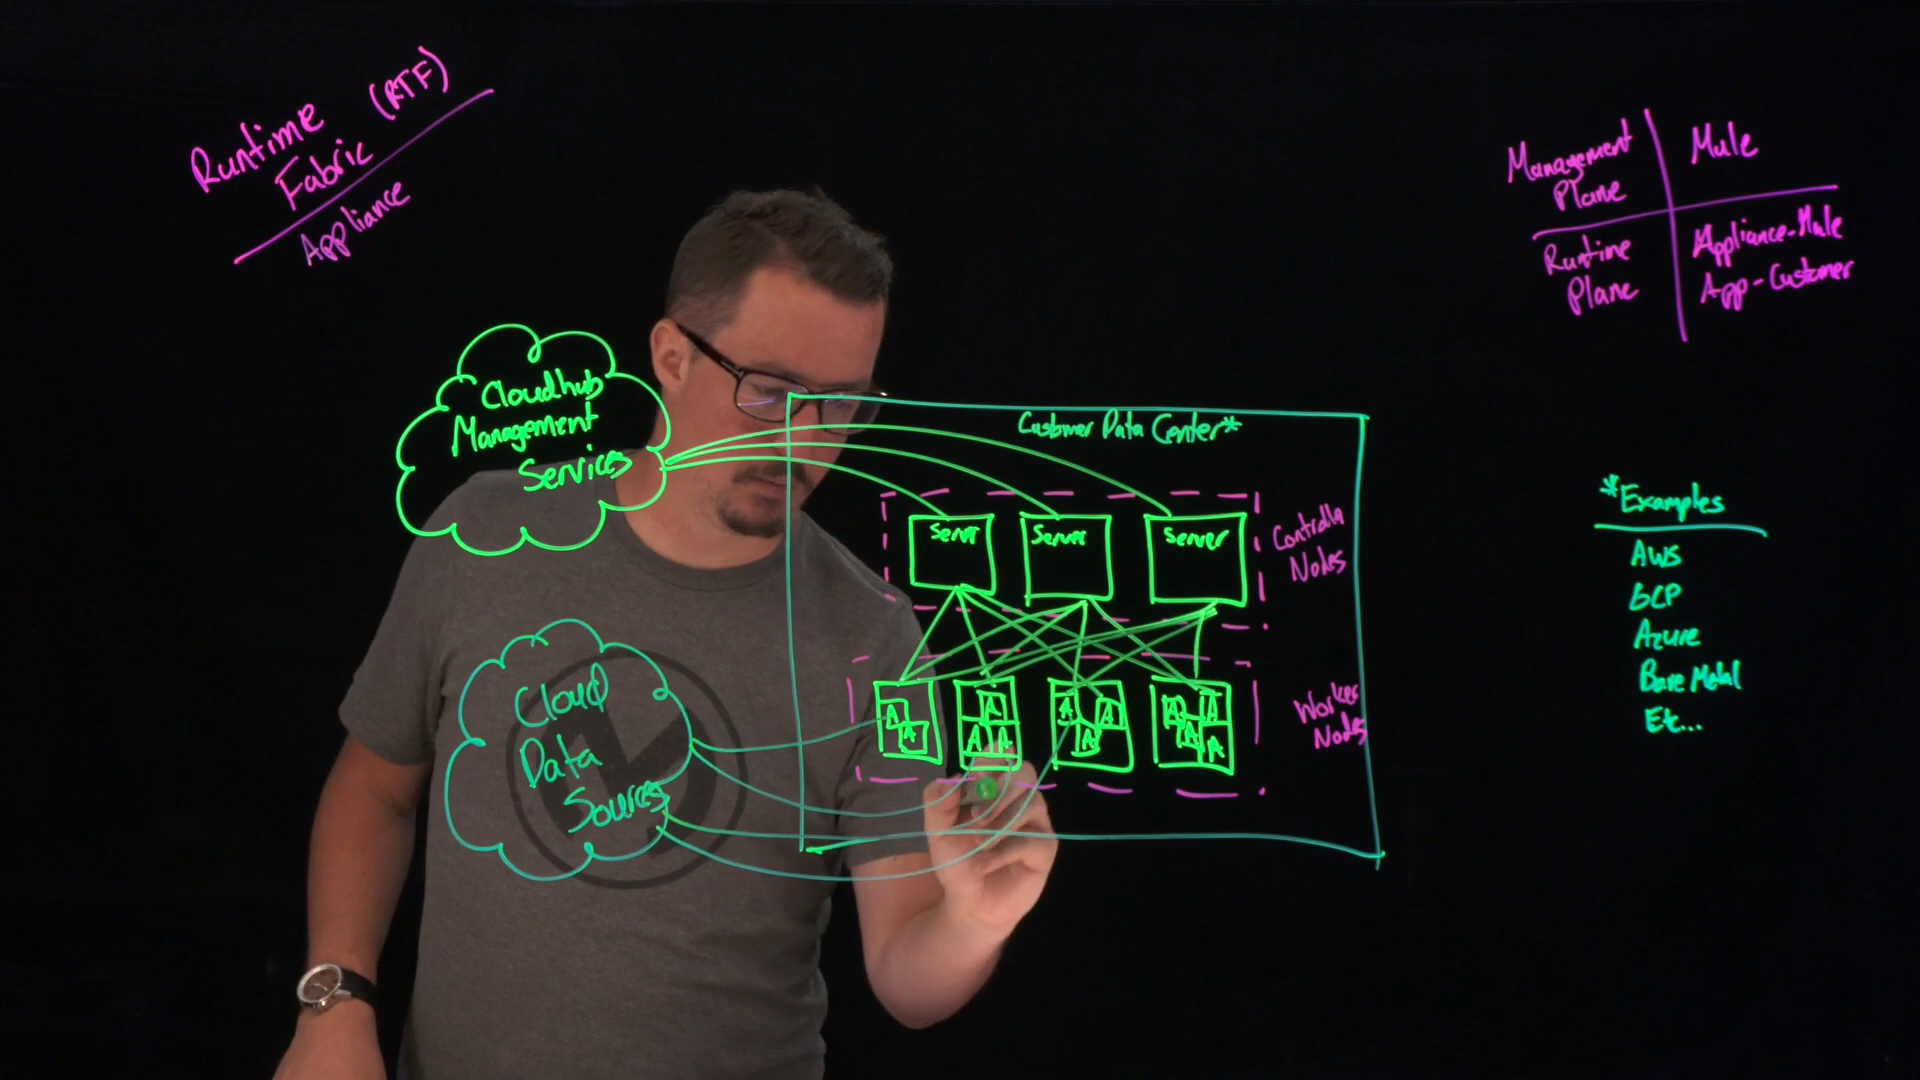 Runtime (RTF)
Fabric
Appliance
Management Mule
Plane
Runtime Appliance-Mule
Plane App-Customer
Cloudhub
Management
Services
Customer Data Center*
Server Server Server
Controlla
Nodes
A A A A A A
A A A A A A
Worker
Nodes
Cloud
Data
Sources
*Examples
AWS
GCP
Azure
Bare Metal
Etc...